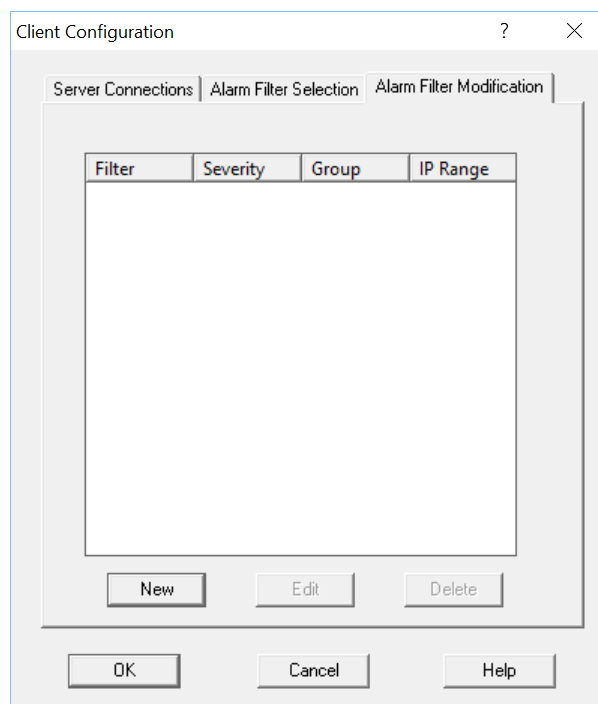 Client Configuration ?
Server Connections Alarm Filter Selection Alarm Filter Modification
Filter Severity Group IP Range
New Edit Delete
OK Cancel Help